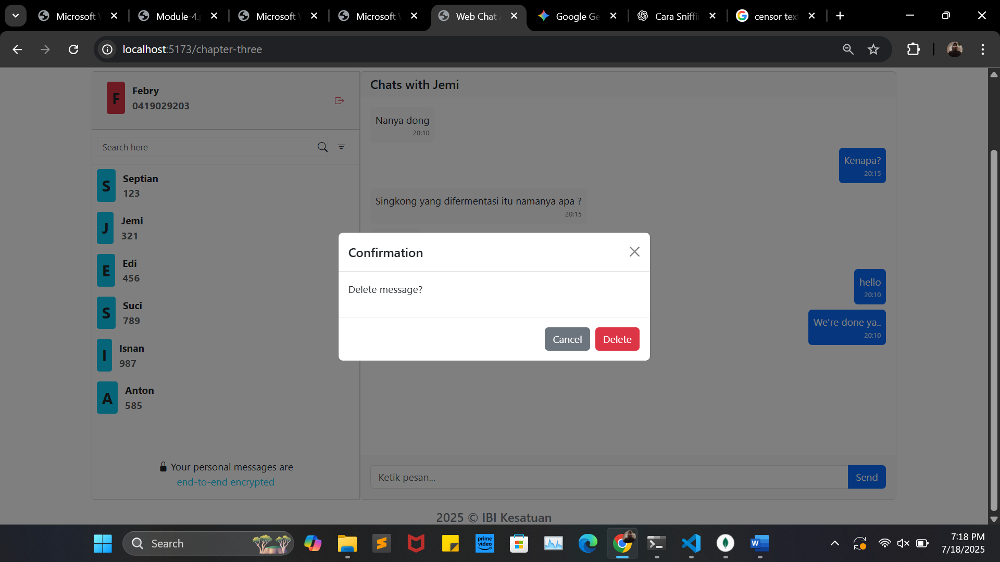 Microsoft
Module-4.
Microsoft
Microsoft
Web Chat
Google Ge
Cara Sniffi
censor tex
localhost:5173/chapter-three
F
Febry
0419029203
Search here
S
Septian
123
J
Jemi
321
E
Edi
456
S
Suci
789
I
Isnan
987
A
Anton
585
Your personal messages are
end-to-end encrypted
Chats with Jemi
Nanya dong
20:10
Kenapa?
20:15
Singkong yang difermentasi itu namanya apa ?
20:15
hello
20:10
We're done ya..
20:10
Confirmation
Delete message?
Cancel
Delete
Ketik pesan...
Send
2025 © IBI Kesatuan
Search
prime
video
W
7:18 PM
7/18/2025